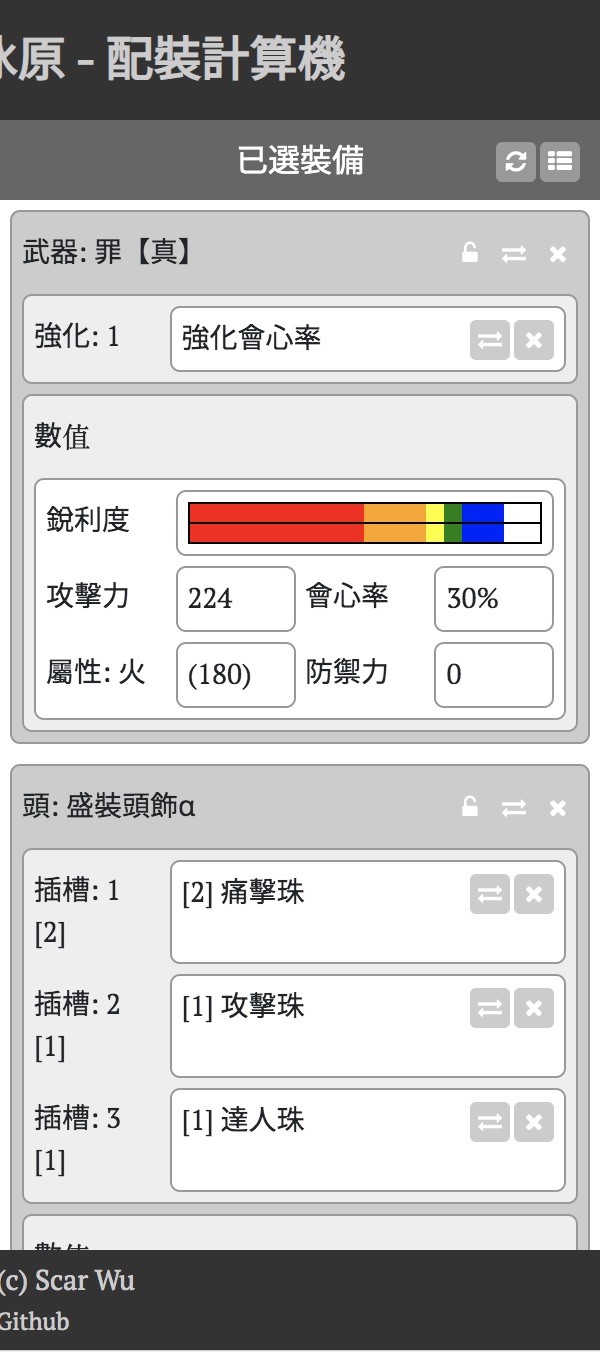 原 - 配裝計算機
已選裝備
武器: 罪【真】
強化: 1 強化會心率
數值
銳利度
攻擊力 224 會心率 30%
屬性: 火 (180) 防禦力 0
頭: 盛裝頭飾α
插槽: 1 [2] 痛擊珠
[2]
插槽: 2 [1] 攻擊珠
[1]
插槽: 3 [1] 達人珠
[1]
數值
(c) Scar Wu
Github